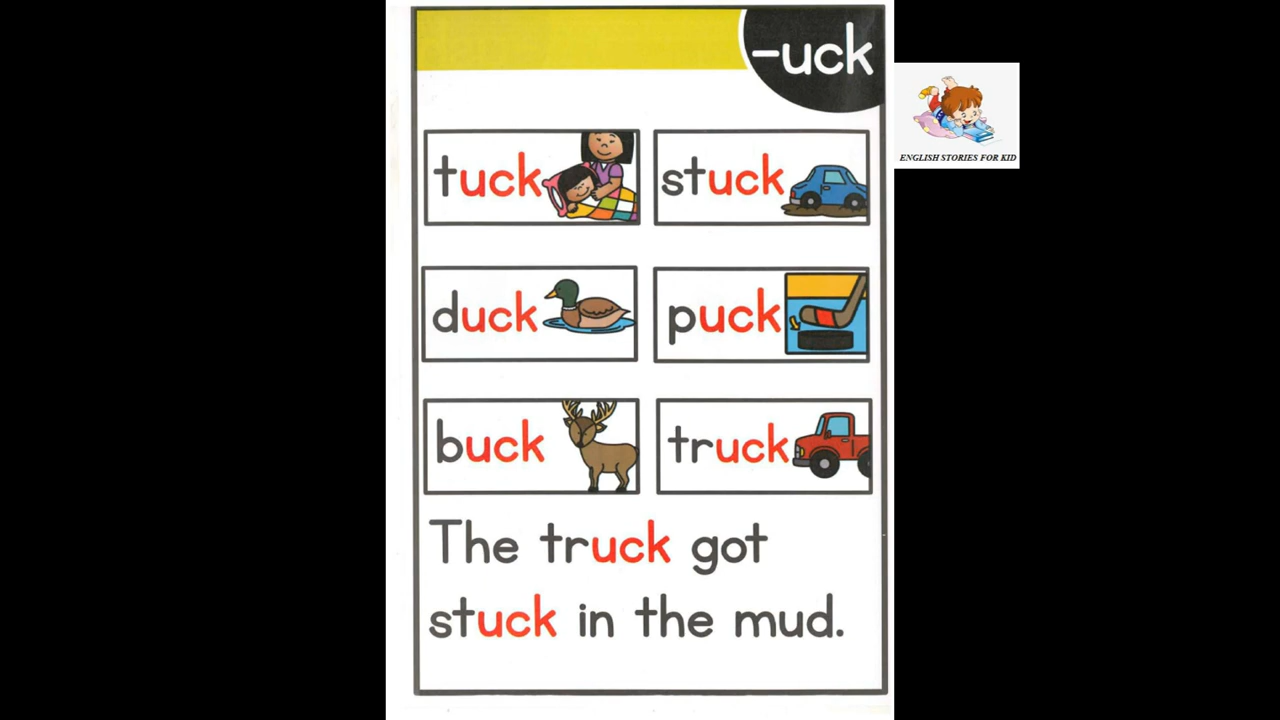 -uck
ENGLISH STORIES FOR KID
tuck
stuck
duck
puck
buck
truck
The truck got
stuck in the mud.